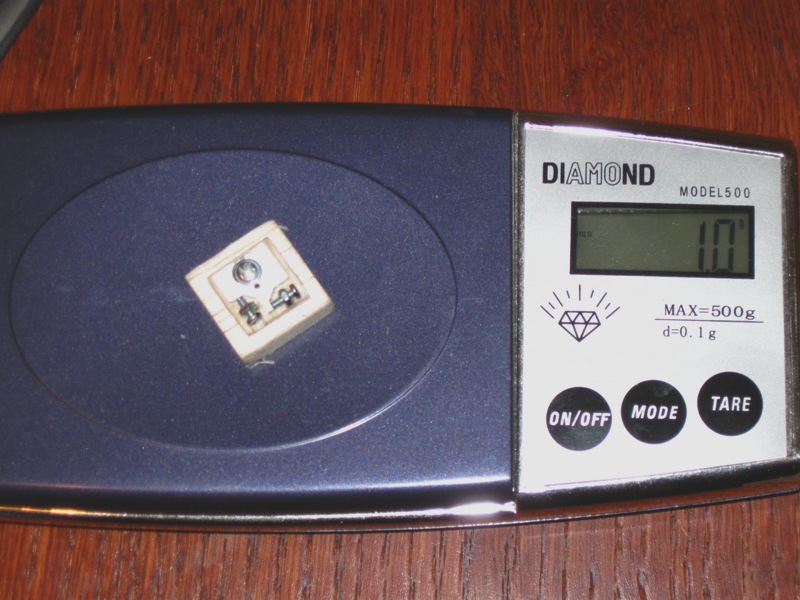 DIAMOND
MODEL500
1.0 g
MAX=500g
d=0.1g
ON/OFF
MODE
TARE